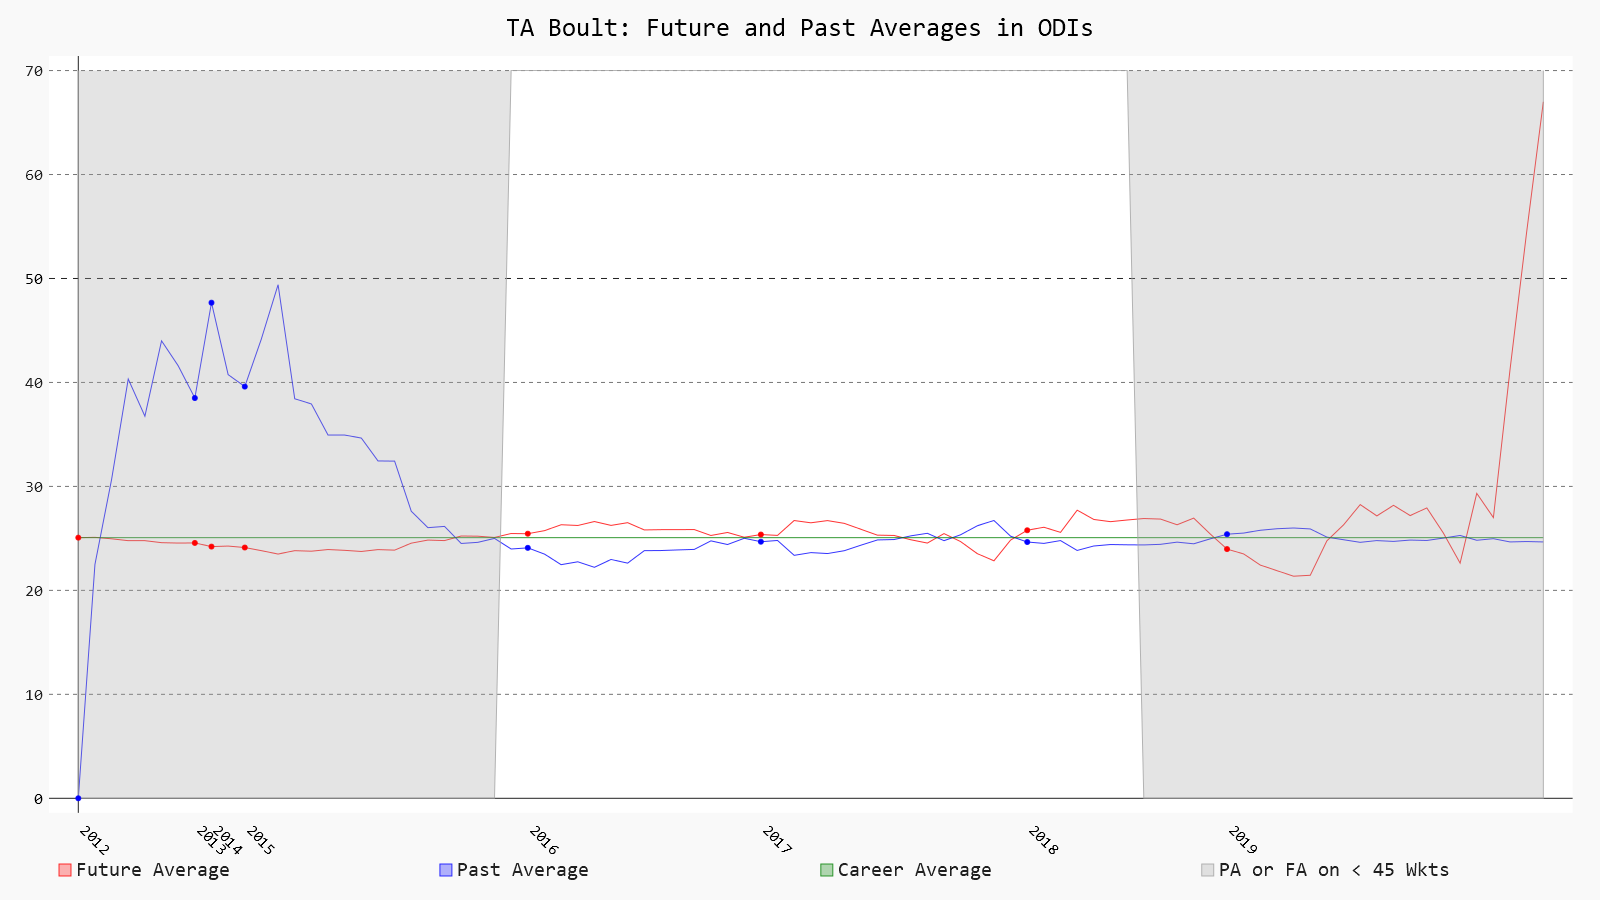 TA Boult: Future and Past Averages in ODIs
70
60
50
40
30
20
10
0
2012 2013 2014 2015 2016 2017 2018 2019
Future Average Past Average Career Average PA or FA on < 45 Wkts